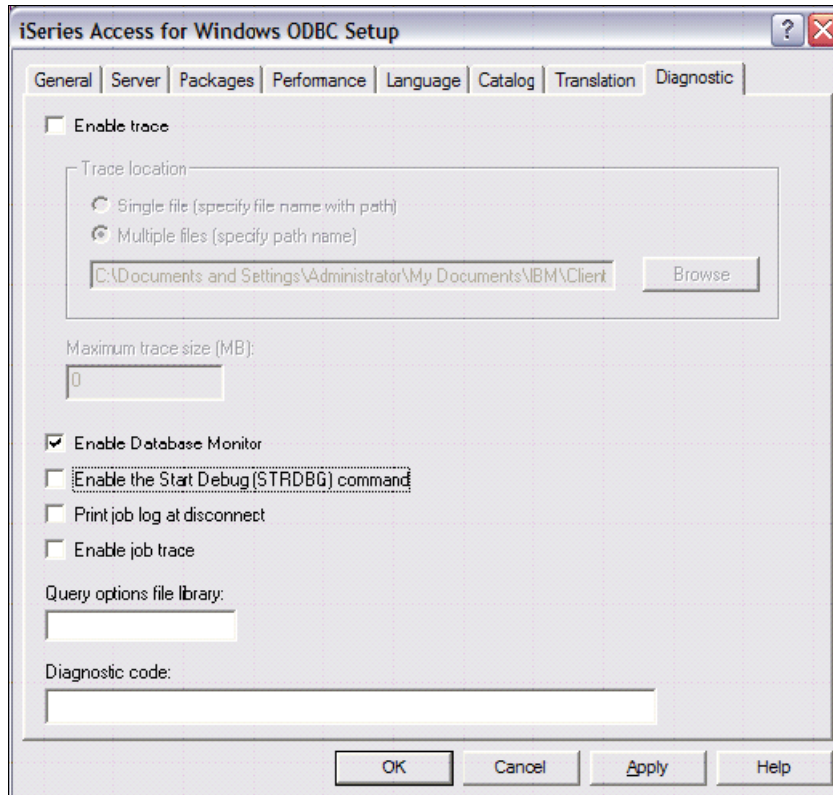 iSeries Access for Windows ODBC Setup
General Server Packages Performance Language Catalog Translation Diagnostic
Enable trace
Trace location
Single file (specify file name with path)
Multiple files (specify path name)
C:\Documents and Settings\Administrator\My Documents\IBM\Client
Browse
Maximum trace size (MB):
0
Enable Database Monitor
Enable the Start Debug (STRDBG) command
Print job log at disconnect
Enable job trace
Query options file library:
Diagnostic code:
OK Cancel Apply Help